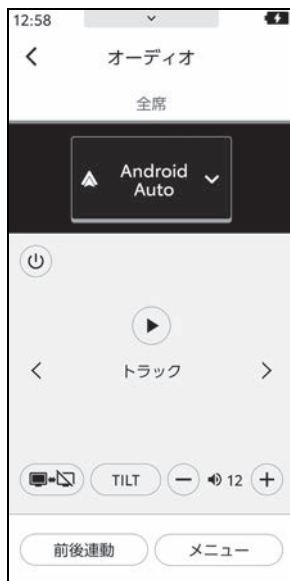 12:58
オーディオ
全席
Android
Auto
トラック
TILT
12
前後連動
メニュー